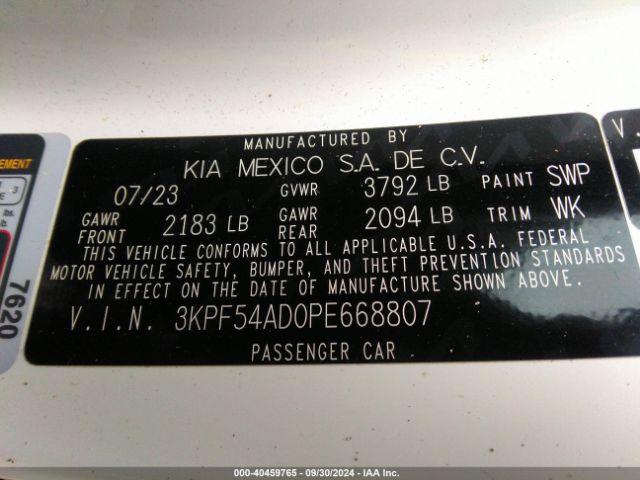 MANUFACTURED BY
KIA MEXICO S.A. DE C.V.
07/23 GVWR 3792 LB PAINT SWP
GAWR FRONT 2183 LB GAWR REAR 2094 LB TRIM WK
THIS VEHICLE CONFORMS TO ALL APPLICABLE U.S.A. FEDERAL
MOTOR VEHICLE SAFETY, BUMPER, AND THEFT PREVENTION STANDARDS
IN EFFECT ON THE DATE OF MANUFACTURE SHOWN ABOVE.
V.I.N. 3KPF54AD0PE668807
PASSENGER CAR
EMENT
3
lbs.
7620
V
000-40459765 - 09/30/2024 - IAA Inc.